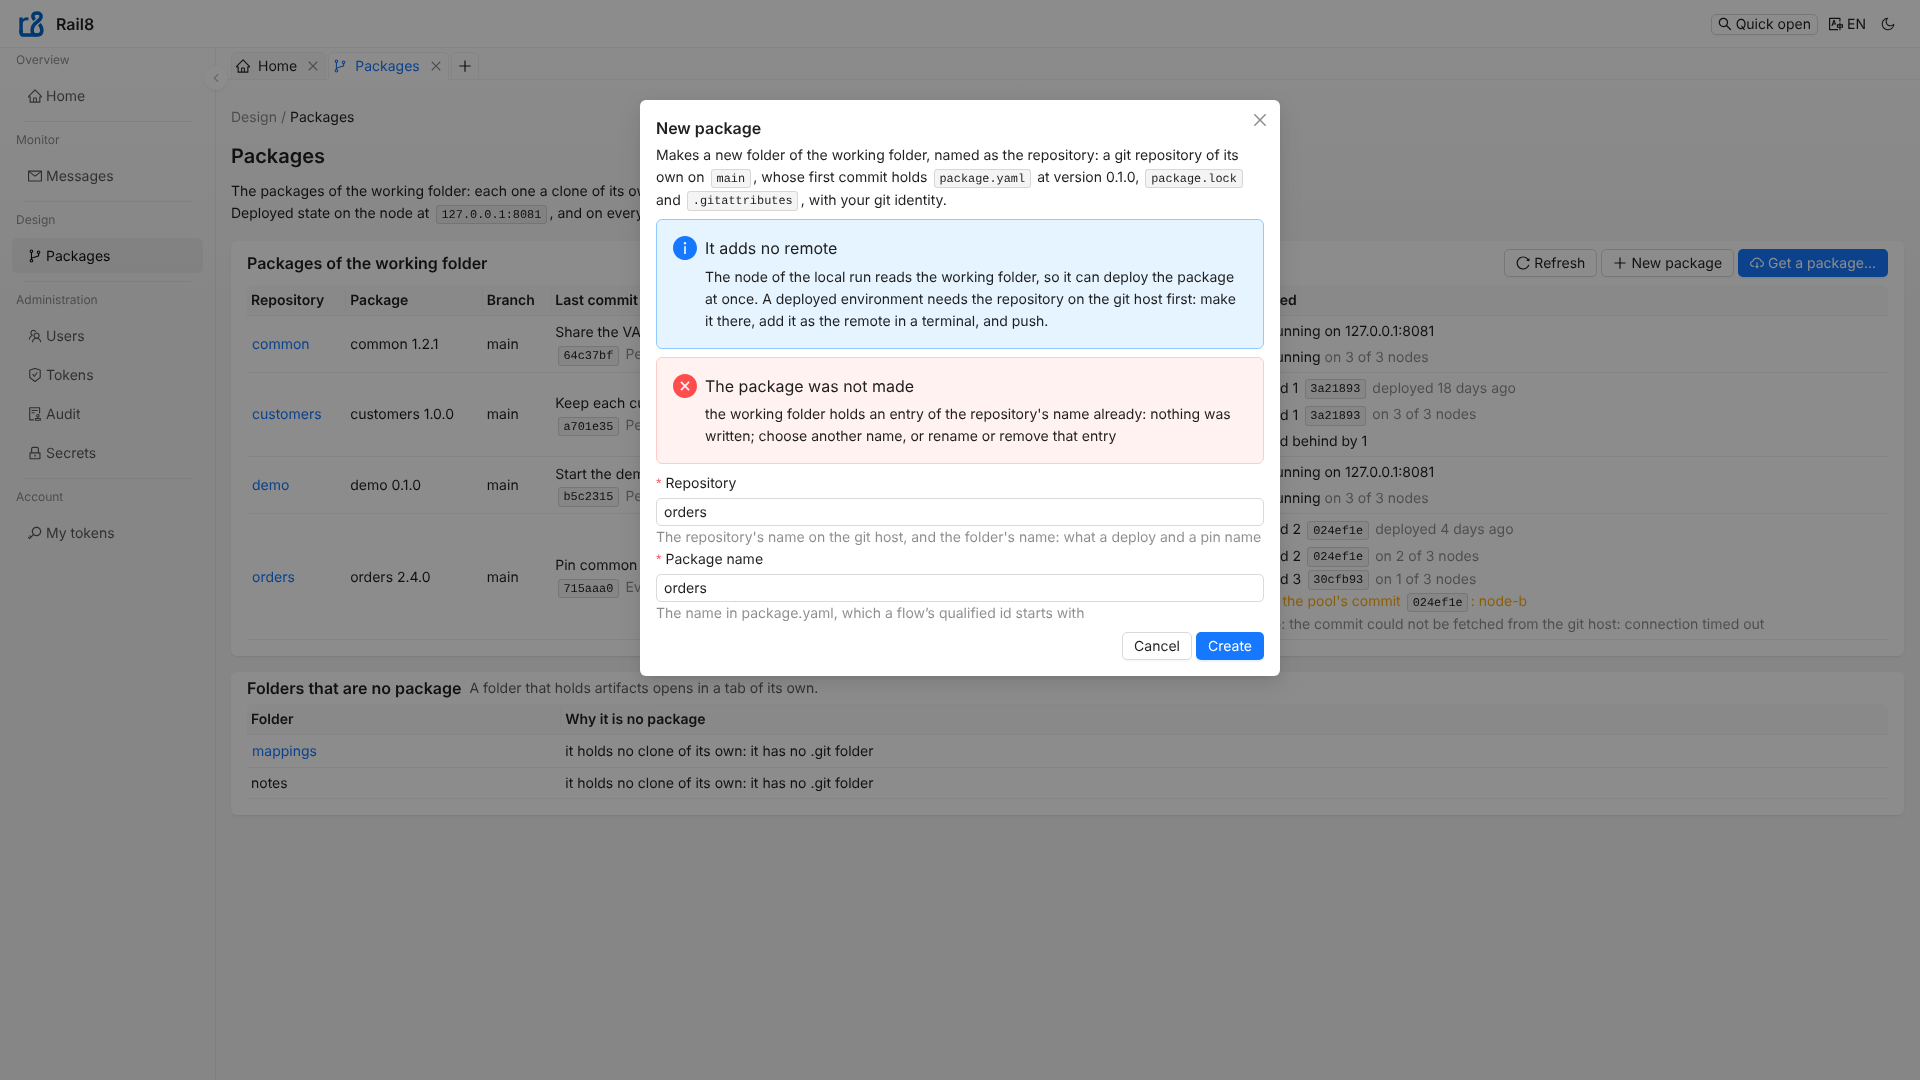 Rail8
Quick open
EN
Overview
Home
Monitor
Messages
Design
Packages
Administration
Users
Tokens
Audit
Secrets
Account
My tokens
Home
Packages
Design / Packages
Packages
The packages of the working folder: each one a clone of its
Deployed state on the node at 127.0.0.1:8081, and on every
Packages of the working folder
Refresh
New package
Get a package...
Repository Package Branch Last commit
common common 1.2.1 main Share the
64c37bf
unning on 127.0.0.1:8081
unning on 3 of 3 nodes
customers customers 1.0.0 main Keep each
a701e35
d 1 3a21893 deployed 18 days ago
d 1 3a21893 on 3 of 3 nodes
d behind by 1
demo demo 0.1.0 main Start the
b5c2315
unning on 127.0.0.1:8081
unning on 3 of 3 nodes
orders orders 2.4.0 main Pin common
715aaa0
d 2 024ef1e deployed 4 days ago
d 2 024ef1e on 2 of 3 nodes
d 3 30cfb93 on 1 of 3 nodes
the pool's commit 024ef1e : node-b
: the commit could not be fetched from the git host: connection timed out
Folders that are no package A folder that holds artifacts opens in a tab of its own.
Folder Why it is no package
mappings it holds no clone of its own: it has no .git folder
notes it holds no clone of its own: it has no .git folder
New package
Makes a new folder of the working folder, named as the repository: a git repository of its
own on main, whose first commit holds package.yaml at version 0.1.0, package.lock
and .gitattributes, with your git identity.
It adds no remote
The node of the local run reads the working folder, so it can deploy the package
at once. A deployed environment needs the repository on the git host first: make
it there, add it as the remote in a terminal, and push.
The package was not made
the working folder holds an entry of the repository's name already: nothing was
written; choose another name, or rename or remove that entry
* Repository
orders
The repository's name on the git host, and the folder's name: what a deploy and a pin name
* Package name
orders
The name in package.yaml, which a flow’s qualified id starts with
Cancel
Create